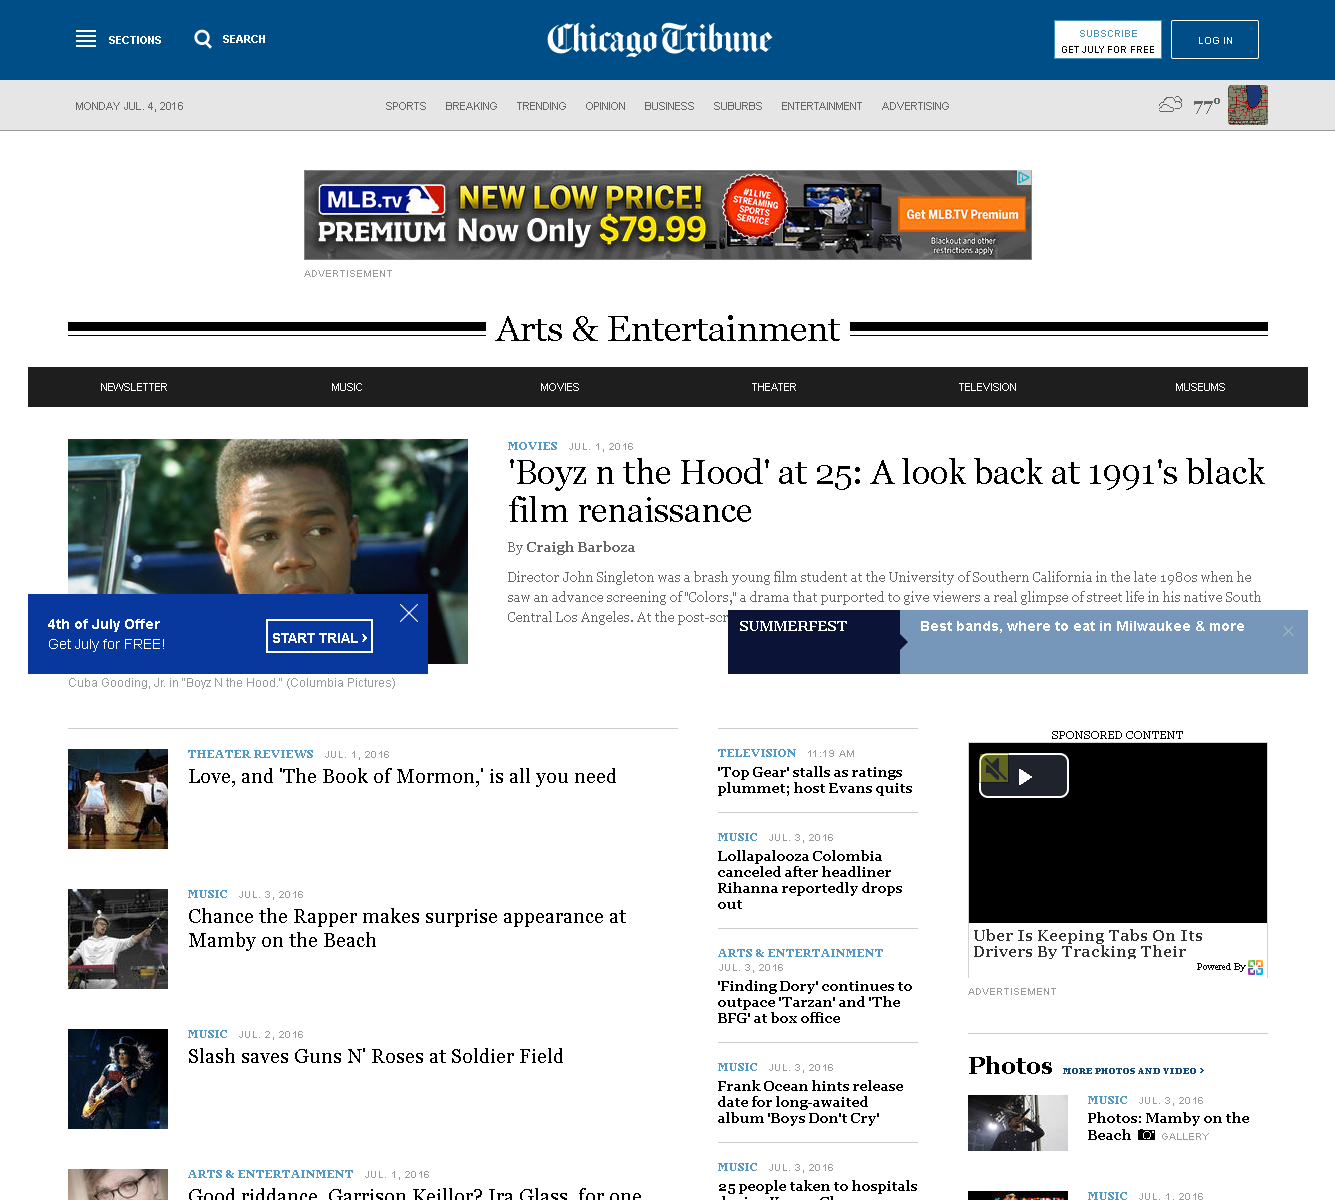 SECTIONS
SEARCH
Chicago Tribune
SUBSCRIBE
GET JULY FOR FREE
LOG IN
MONDAY JUL. 4, 2016
SPORTS BREAKING TRENDING OPINION BUSINESS SUBURBS ENTERTAINMENT ADVERTISING
77°
MLB.TV NEW LOW PRICE!
PREMIUM Now Only $79.99
#1 LIVE
STREAMING
SPORTS
SERVICE
Get MLB.TV Premium
Blackout and other
restrictions apply
ADVERTISEMENT
Arts & Entertainment
NEWSLETTER MUSIC MOVIES THEATER TELEVISION MUSEUMS
MOVIES JUL. 1, 2016
'Boyz n the Hood' at 25: A look back at 1991's black
film renaissance
By Craigh Barboza
Director John Singleton was a brash young film student at the University of Southern California in the late 1980s when he
saw an advance screening of "Colors," a drama that purported to give viewers a real glimpse of street life in his native South
Central Los Angeles. At the post-scr
4th of July Offer
Get July for FREE!
START TRIAL ›
SUMMERFEST
Best bands, where to eat in Milwaukee & more
Cuba Gooding, Jr. in "Boyz N the Hood." (Columbia Pictures)
THEATER REVIEWS JUL. 1, 2016
Love, and 'The Book of Mormon,' is all you need
MUSIC JUL. 3, 2016
Chance the Rapper makes surprise appearance at
Mamby on the Beach
MUSIC JUL. 2, 2016
Slash saves Guns N' Roses at Soldier Field
ARTS & ENTERTAINMENT JUL. 1, 2016
Good riddance, Garrison Keillor? Ira Glass, for one
TELEVISION 11:19 AM
'Top Gear' stalls as ratings
plummet; host Evans quits
MUSIC JUL. 3, 2016
Lollapalooza Colombia
canceled after headliner
Rihanna reportedly drops
out
ARTS & ENTERTAINMENT
JUL. 3, 2016
'Finding Dory' continues to
outpace 'Tarzan' and 'The
BFG' at box office
MUSIC JUL. 3, 2016
Frank Ocean hints release
date for long-awaited
album 'Boys Don't Cry'
MUSIC JUL. 3, 2016
25 people taken to hospitals
SPONSORED CONTENT
Uber Is Keeping Tabs On Its
Drivers By Tracking Their
Powered By
ADVERTISEMENT
Photos MORE PHOTOS AND VIDEO ›
MUSIC JUL. 3, 2016
Photos: Mamby on the
Beach GALLERY
MUSIC JUL. 1, 2016